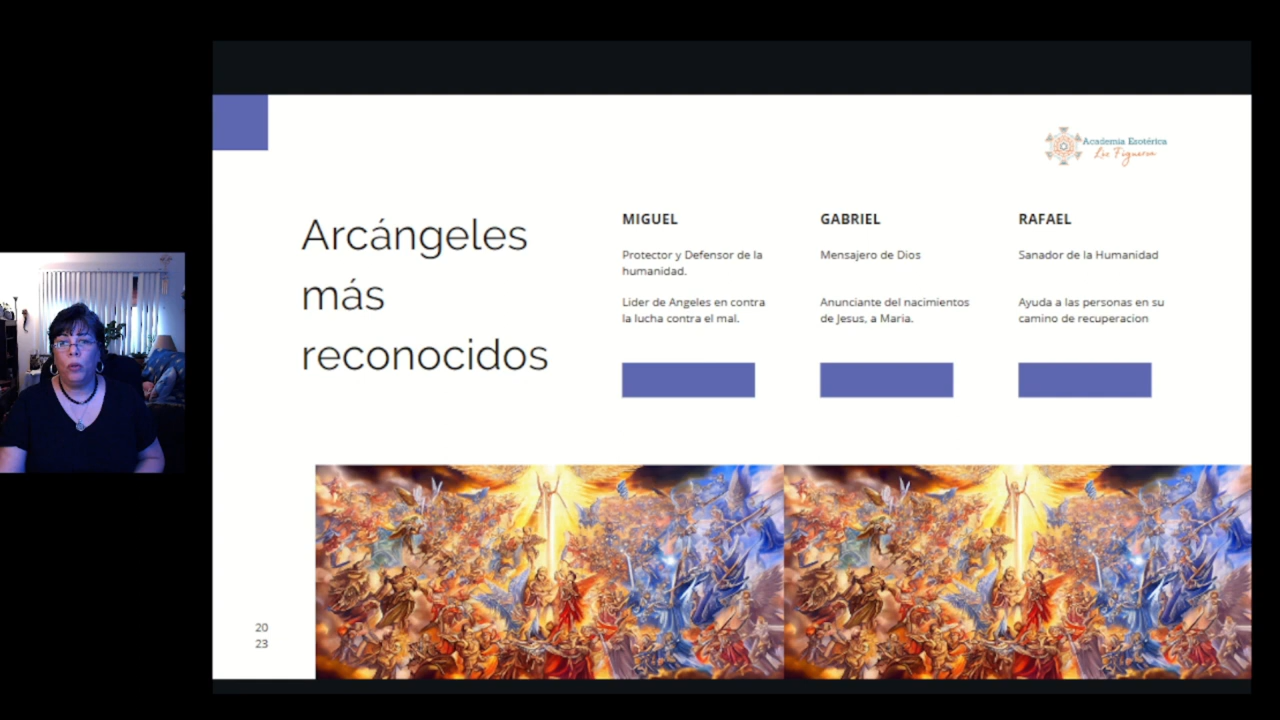 Academia Esotérica
Liz Figueroa
Arcángeles
más
reconocidos
MIGUEL
Protector y Defensor de la
humanidad.
Lider de Angeles en contra
la lucha contra el mal.
GABRIEL
Mensajero de Dios
Anunciante del nacimientos
de Jesus, a Maria.
RAFAEL
Sanador de la Humanidad
Ayuda a las personas en su
camino de recuperacion
20
23